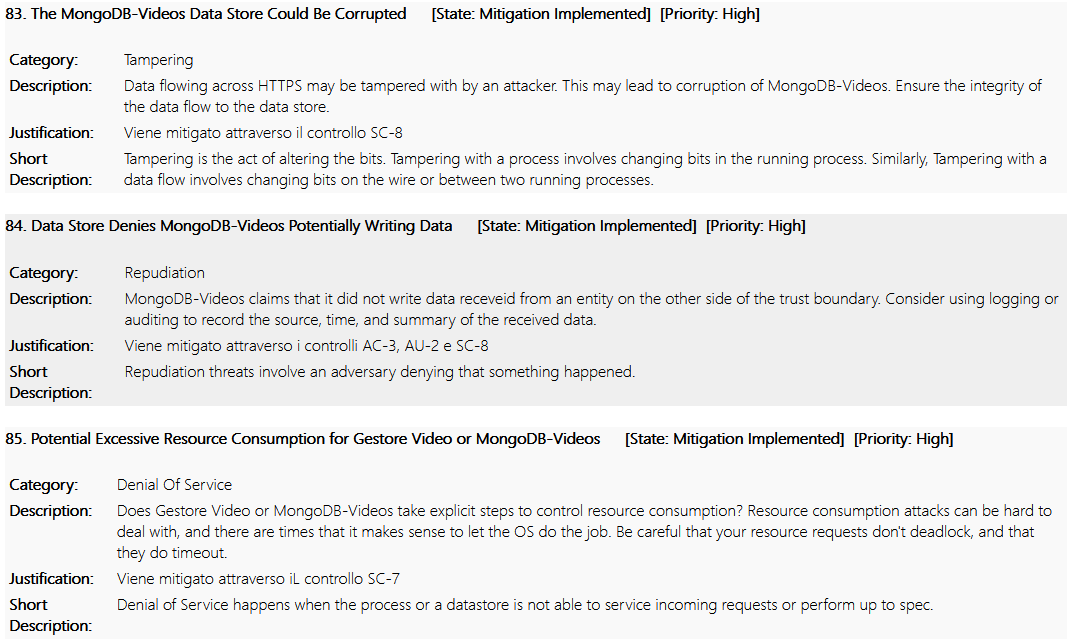 83. The MongoDB-Videos Data Store Could Be Corrupted [State: Mitigation Implemented] [Priority: High]
Category: Tampering
Description: Data flowing across HTTPS may be tampered with by an attacker. This may lead to corruption of MongoDB-Videos. Ensure the integrity of
the data flow to the data store.
Justification: Viene mitigato attraverso il controllo SC-8
Short Tampering is the act of altering the bits. Tampering with a process involves changing bits in the running process. Similarly, Tampering with a
Description: data flow involves changing bits on the wire or between two running processes.
84. Data Store Denies MongoDB-Videos Potentially Writing Data [State: Mitigation Implemented] [Priority: High]
Category: Repudiation
Description: MongoDB-Videos claims that it did not write data receveid from an entity on the other side of the trust boundary. Consider using logging or
auditing to record the source, time, and summary of the received data.
Justification: Viene mitigato attraverso i controlli AC-3, AU-2 e SC-8
Short Repudiation threats involve an adversary denying that something happened.
Description:
85. Potential Excessive Resource Consumption for Gestore Video or MongoDB-Videos [State: Mitigation Implemented] [Priority: High]
Category: Denial Of Service
Description: Does Gestore Video or MongoDB-Videos take explicit steps to control resource consumption? Resource consumption attacks can be hard to
deal with, and there are times that it makes sense to let the OS do the job. Be careful that your resource requests don't deadlock, and that
they do timeout.
Justification: Viene mitigato attraverso iL controllo SC-7
Short Denial of Service happens when the process or a datastore is not able to service incoming requests or perform up to spec.
Description: